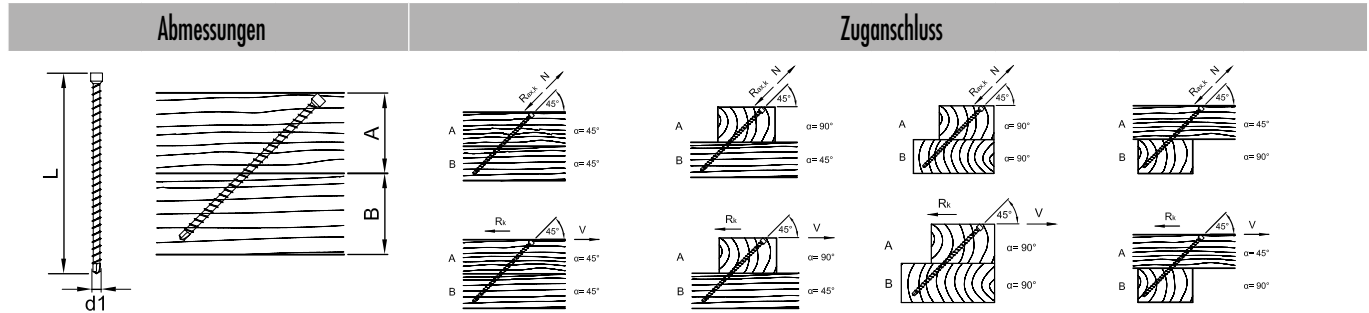 Abmessungen
Zuganschluss
L
d1
A
B
Rax,k N
45°
A α= 45°
B α= 45°
Rax,k N
45°
A α= 90°
B α= 45°
Rax,k N
45°
A α= 90°
B α= 90°
Rax,k N
45°
A α= 45°
B α= 90°
Rk 45° V
A α= 45°
B α= 45°
Rk 45° V
A α= 90°
B α= 45°
Rk 45° V
A α= 90°
B α= 90°
Rk 45° V
A α= 45°
B α= 90°